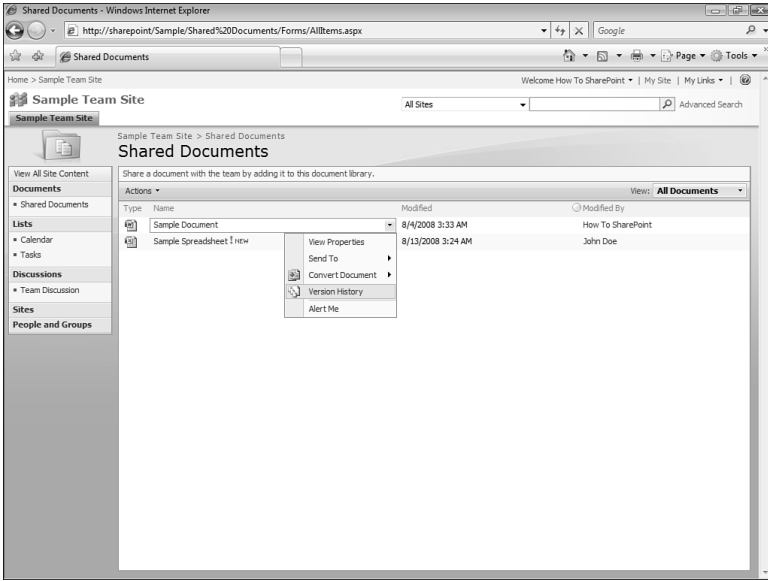 Shared Documents - Windows Internet Explorer
http://sharepoint/Sample/Shared%20Documents/Forms/AllItems.aspx
Google
Shared Documents
Page
Tools
Home > Sample Team Site
Welcome How To SharePoint | My Site | My Links |
Sample Team Site
All Sites
Advanced Search
Sample Team Site
Sample Team Site > Shared Documents
Shared Documents
View All Site Content
Share a document with the team by adding it to this document library.
Documents
Actions
View: All Documents
Shared Documents
Type Name Modified Modified By
Lists
Sample Document 8/4/2008 3:33 AM How To SharePoint
Calendar
Sample Spreadsheet ! NEW 8/13/2008 3:24 AM John Doe
Tasks
View Properties
Send To
Discussions
Convert Document
Team Discussion
Version History
Sites
Alert Me
People and Groups